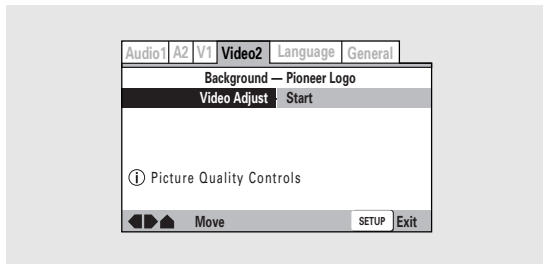 Audio1 A2 V1 Video2 Language General
Background — Pioneer Logo
Video Adjust Start
i Picture Quality Controls
Move SETUP Exit